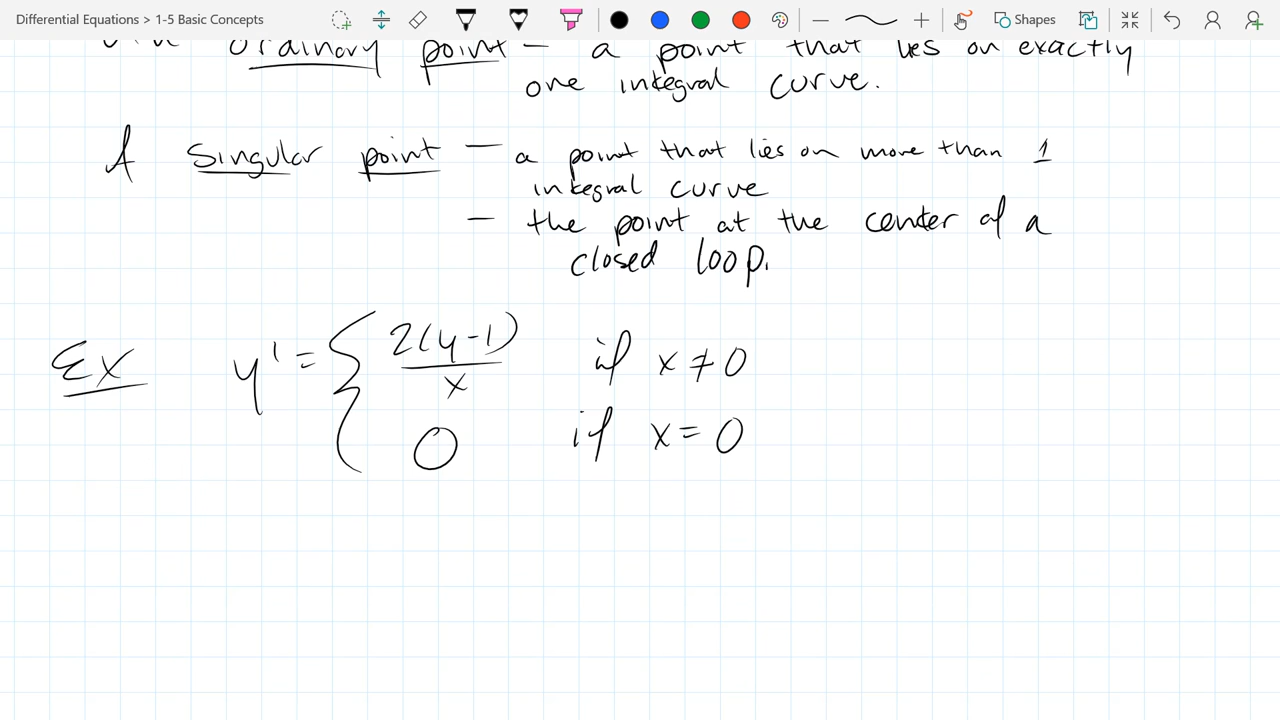 Differential Equations > 1-5 Basic Concepts
Shapes
ordinary point – a point that lies on exactly
one integral curve.
A singular point – a point that lies on more than 1
integral curve
– the point at the center of a
closed loop.
Ex y' = { 2(y-1)/x if x ≠ 0
0 if x = 0